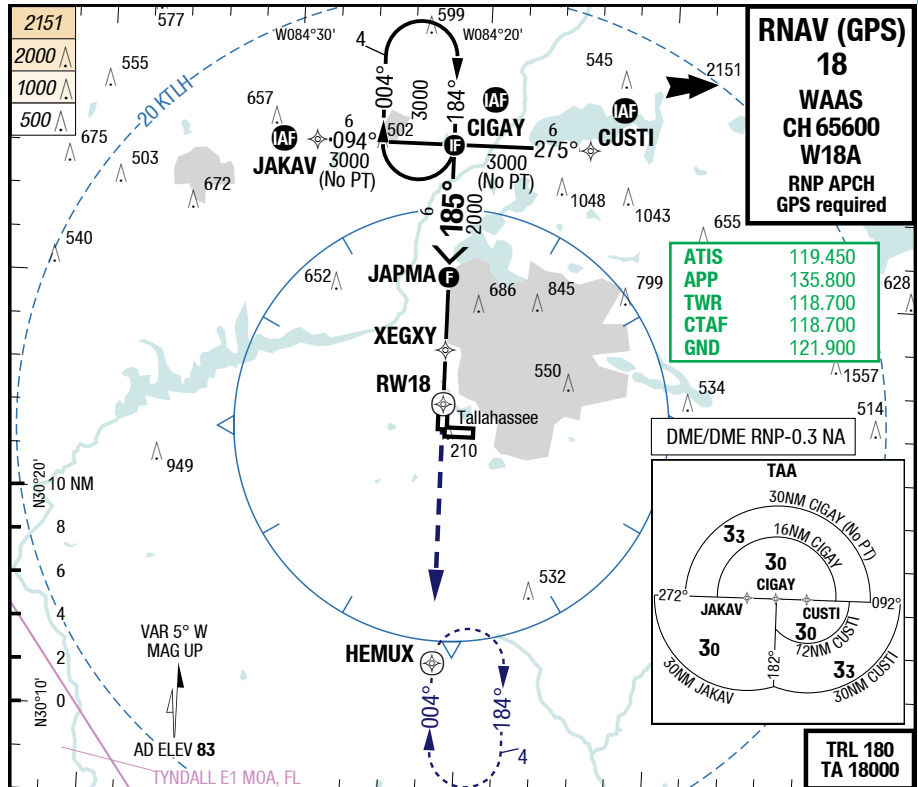 2151
2000
1000
500
577
555
675
503
540
20 KTLH
672
W084°30'
W084°20'
599
4
004°
3000
184°
IAF
CIGAY
545
2151
657
IAF
JAKAV
6
094°
3000
(No PT)
502
IF
6
275°
3000
(No PT)
IAF
CUSTI
1048
1043
655
6
185°
2000
JAPMA
F
652
686
845
799
628
XEGXY
RW18
Tallahassee
210
550
534
1557
514
949
532
RNAV (GPS)
18
WAAS
CH 65600
W18A
RNP APCH
GPS required
ATIS 119.450
APP 135.800
TWR 118.700
CTAF 118.700
GND 121.900
DME/DME RNP-0.3 NA
TAA
30NM CIGAY (No PT)
33
16NM CIGAY
30
CIGAY
272°
JAKAV
CUSTI
092°
30
30
12NM CUSTI
182°
33
30NM JAKAV
30NM CUSTI
N30°20'
10 NM
8
6
4
2
0
N30°10'
VAR 5° W
MAG UP
AD ELEV 83
TYNDALL E1 MOA, FL
HEMUX
004°
184°
4
TRL 180
TA 18000